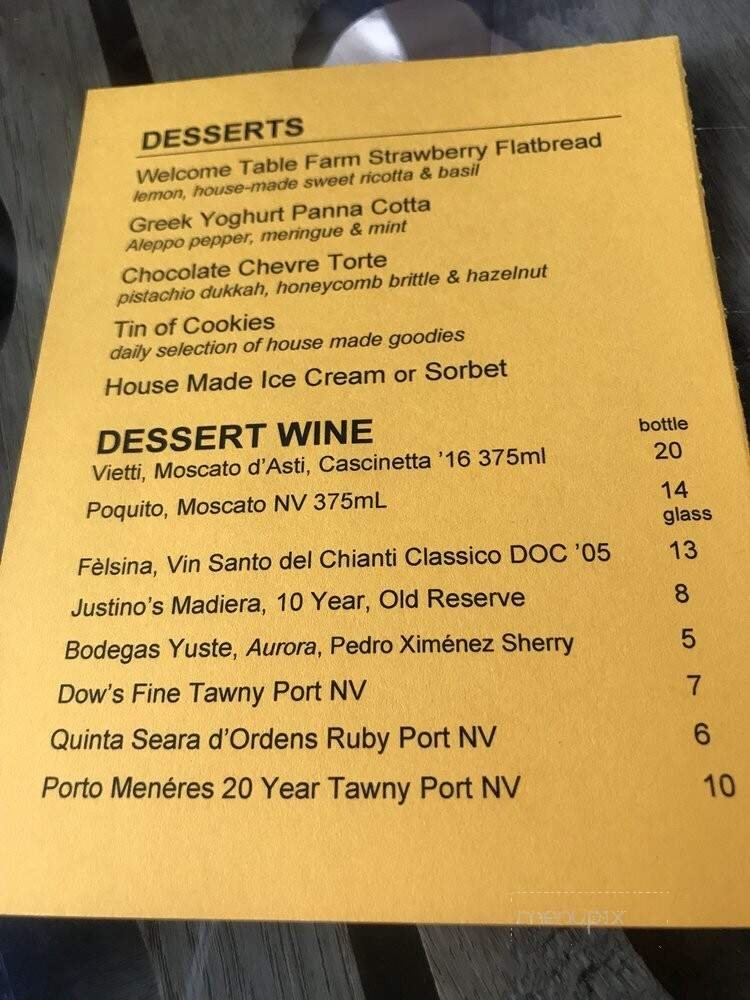 DESSERTS
Welcome Table Farm Strawberry Flatbread
lemon, house-made sweet ricotta & basil
Greek Yoghurt Panna Cotta
Aleppo pepper, meringue & mint
Chocolate Chevre Torte
pistachio dukkah, honeycomb brittle & hazelnut
Tin of Cookies
daily selection of house made goodies
House Made Ice Cream or Sorbet
DESSERT WINE bottle
Vietti, Moscato d'Asti, Cascinetta '16 375ml 20
Poquito, Moscato NV 375mL 14
glass
Fèlsina, Vin Santo del Chianti Classico DOC '05 13
Justino's Madiera, 10 Year, Old Reserve 8
Bodegas Yuste, Aurora, Pedro Ximénez Sherry 5
Dow's Fine Tawny Port NV 7
Quinta Seara d'Ordens Ruby Port NV 6
Porto Menéres 20 Year Tawny Port NV 10
menupix